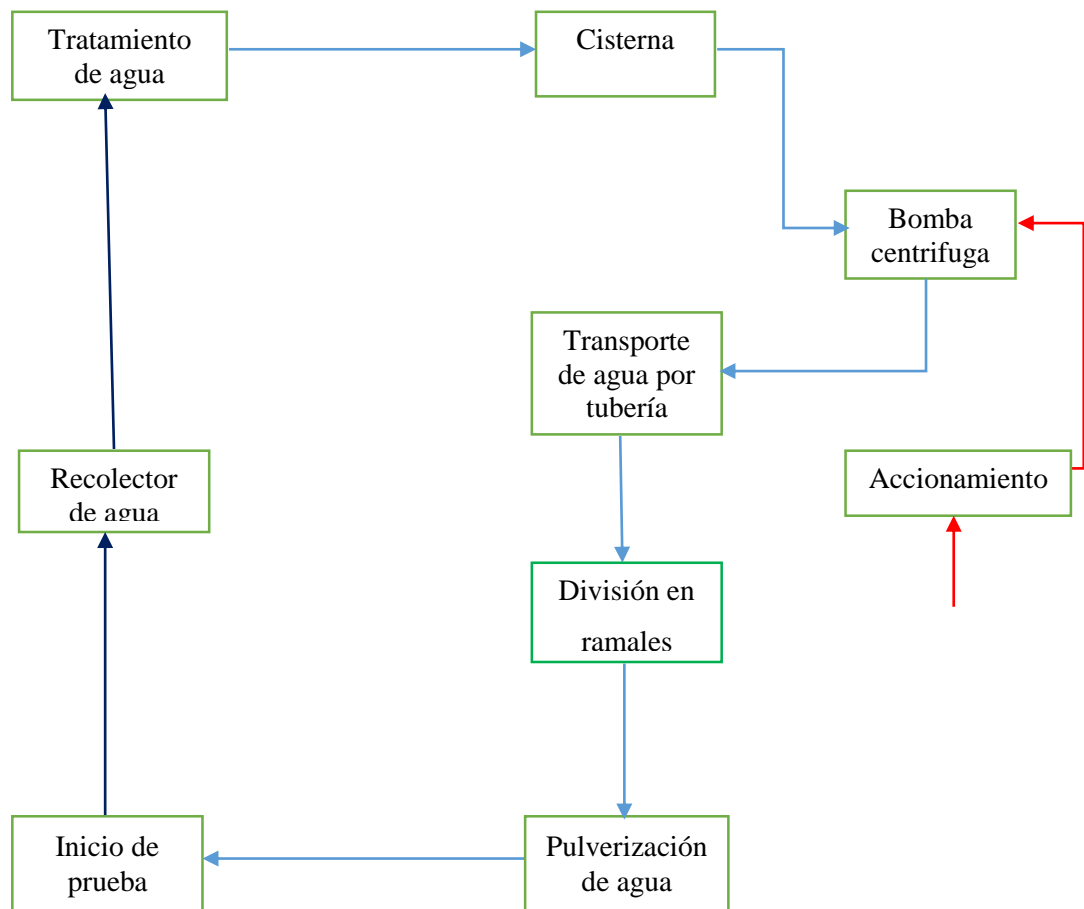 Tratamiento
de agua
Cisterna
Bomba
centrifuga
Transporte
de agua por
tubería
Recolector
de agua
Accionamiento
División en
ramales
Inicio de
prueba
Pulverización
de agua